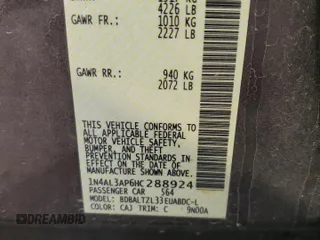 4226 LB
GAWR FR.: 1010 KG
2227 LB
GAWR RR.: 940 KG
2072 LB
THIS VEHICLE CONFORMS TO ALL
APPLICABLE FEDERAL
MOTOR VEHICLE SAFETY,
BUMPER, AND THEFT
PREVENTION STANDARDS
IN EFFECT ON THE DATE OF
MANUFACTURE SHOWN ABOVE.
1N4AL3AP6HC288924
PASSENGER CAR 564
MODEL: BDBALTZL33EUABDC-L
COLOR: CAJ TRIM: C 9N00A
DREAMBID